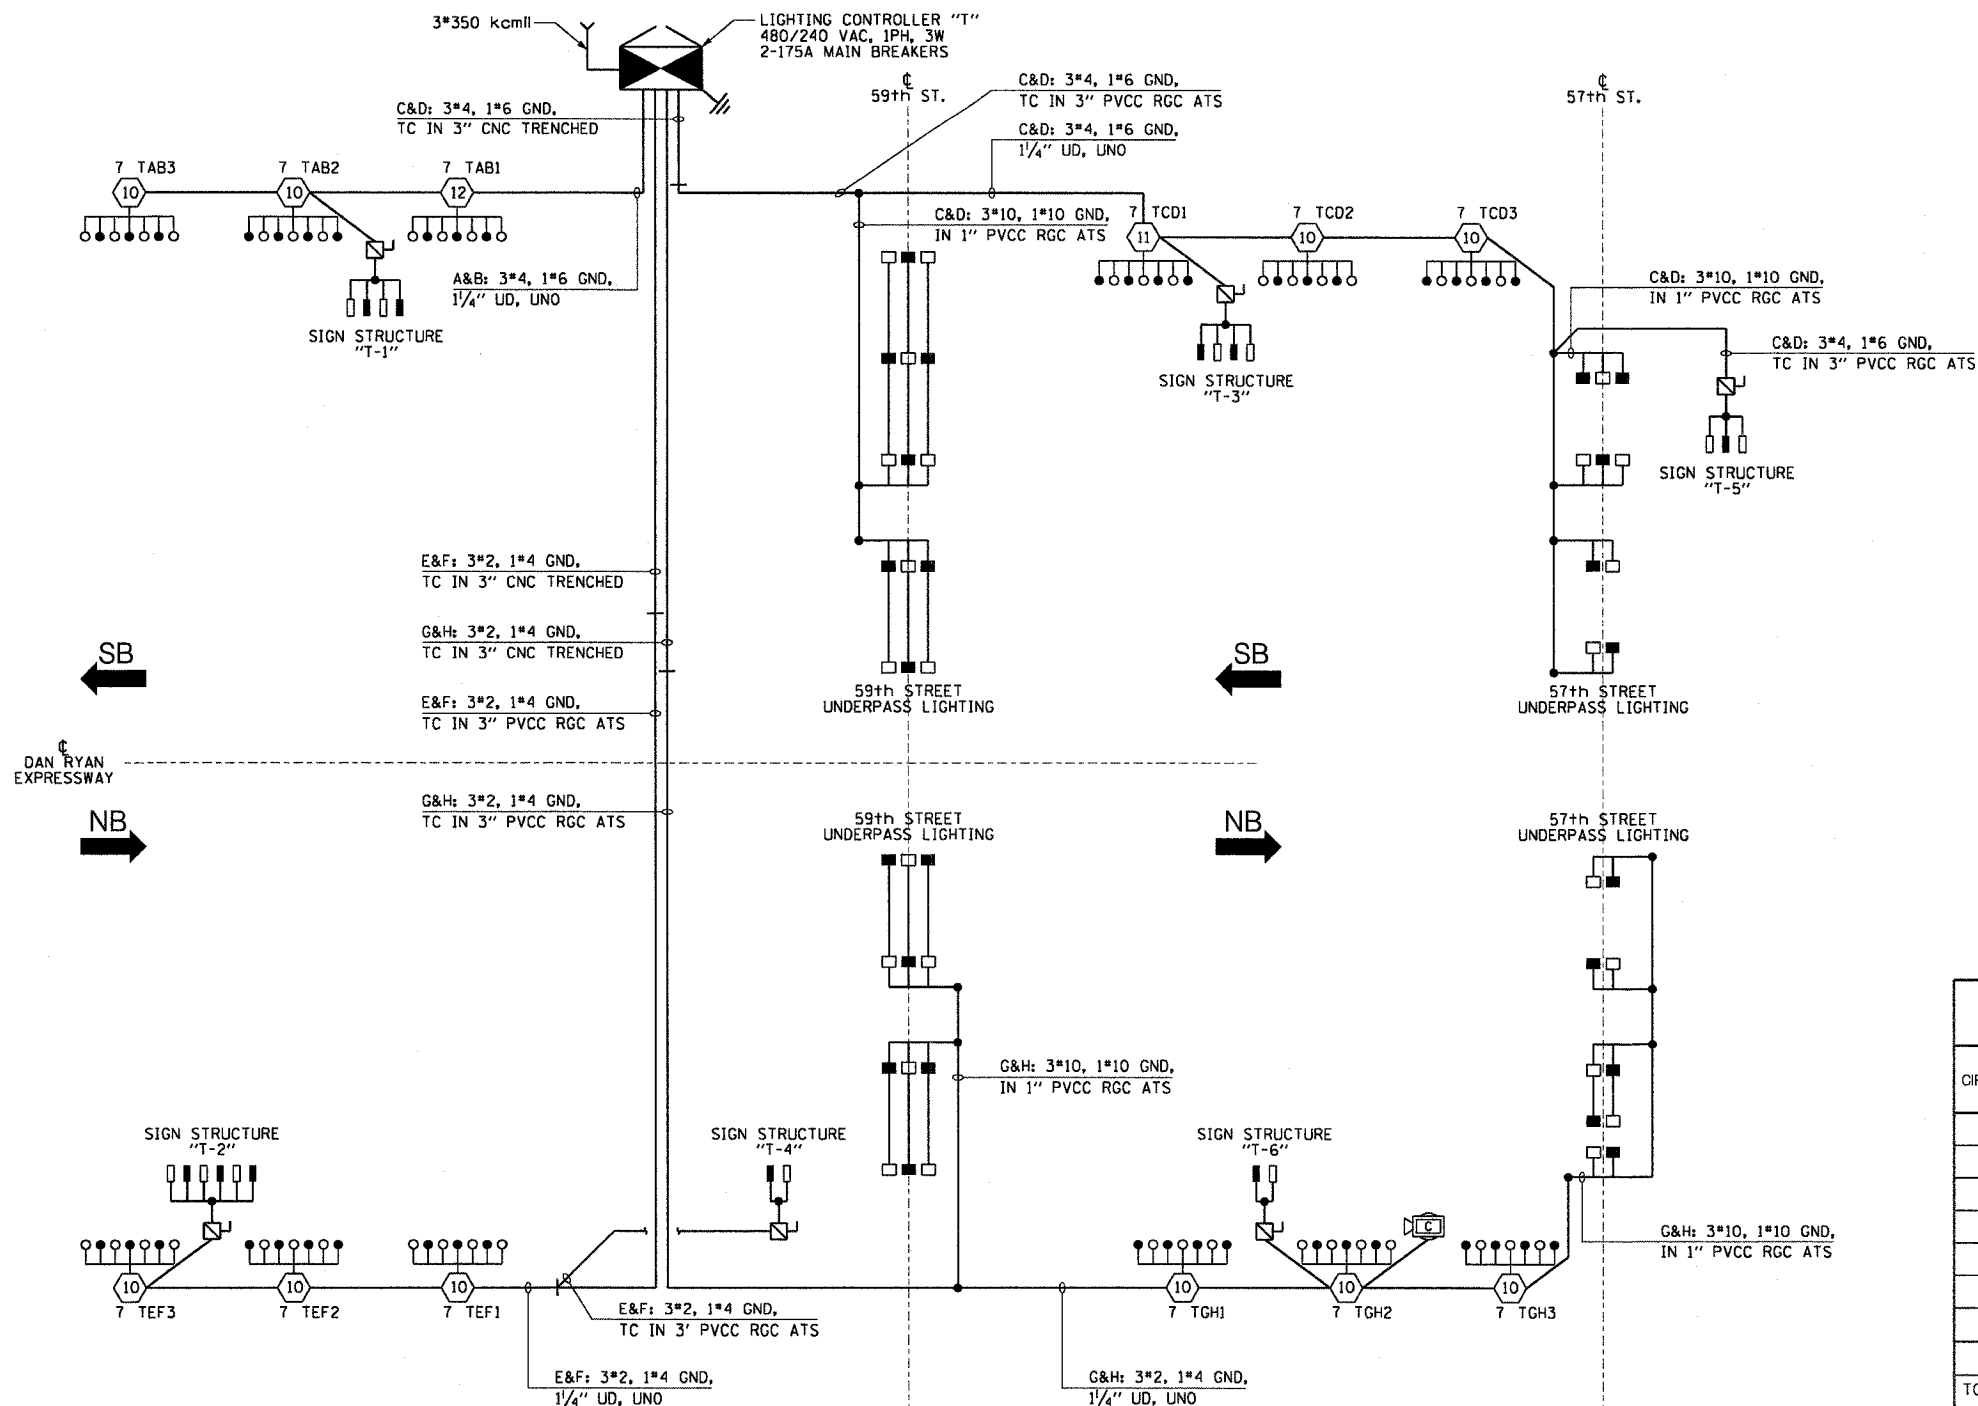 3#350 kcmil
LIGHTING CONTROLLER "T"
480/240 VAC, 1PH, 3W
2-175A MAIN BREAKERS
C&D: 3#4, 1#6 GND,
TC IN 3" CNC TRENCHED
℄
59th ST.
C&D: 3#4, 1#6 GND,
TC IN 3" PVCC RGC ATS
C&D: 3#4, 1#6 GND,
1 1/4" UD, UNO
℄
57th ST.
7 TAB3
10
7 TAB2
10
7 TAB1
12
C&D: 3#10, 1#10 GND,
IN 1" PVCC RGC ATS
7 TCD1
11
7 TCD2
10
7 TCD3
10
A&B: 3#4, 1#6 GND,
1 1/4" UD, UNO
SIGN STRUCTURE
"T-1"
C&D: 3#10, 1#10 GND,
IN 1" PVCC RGC ATS
C&D: 3#4, 1#6 GND,
TC IN 3" PVCC RGC ATS
SIGN STRUCTURE
"T-3"
SIGN STRUCTURE
"T-5"
E&F: 3#2, 1#4 GND,
TC IN 3" CNC TRENCHED
G&H: 3#2, 1#4 GND,
TC IN 3" CNC TRENCHED
SB
SB
E&F: 3#2, 1#4 GND,
TC IN 3" PVCC RGC ATS
59th STREET
UNDERPASS LIGHTING
57th STREET
UNDERPASS LIGHTING
℄
DAN RYAN
EXPRESSWAY
G&H: 3#2, 1#4 GND,
TC IN 3" PVCC RGC ATS
NB
NB
59th STREET
UNDERPASS LIGHTING
57th STREET
UNDERPASS LIGHTING
G&H: 3#10, 1#10 GND,
IN 1" PVCC RGC ATS
SIGN STRUCTURE
"T-2"
SIGN STRUCTURE
"T-4"
SIGN STRUCTURE
"T-6"
C
G&H: 3#10, 1#10 GND,
IN 1" PVCC RGC ATS
10
7 TEF3
10
7 TEF2
10
7 TEF1
10
7 TGH1
10
7 TGH2
10
7 TGH3
E&F: 3#2, 1#4 GND,
TC IN 3' PVCC RGC ATS
E&F: 3#2, 1#4 GND,
1 1/4" UD, UNO
G&H: 3#2, 1#4 GND,
1 1/4" UD, UNO